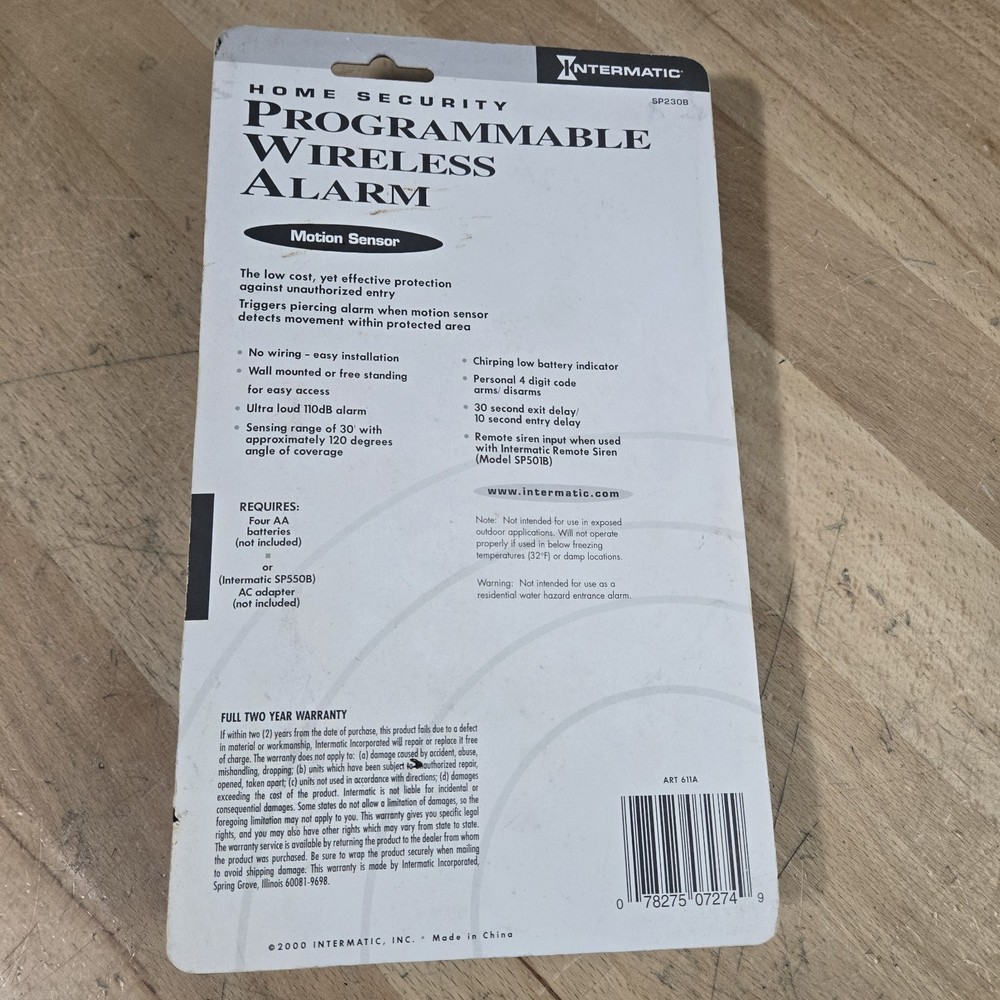 INTERMATIC
SP230B
HOME SECURITY
PROGRAMMABLE
WIRELESS
ALARM
Motion Sensor
The low cost, yet effective protection
against unauthorized entry
Triggers piercing alarm when motion sensor
detects movement within protected area
• No wiring – easy installation
• Wall mounted or free standing
for easy access
• Ultra loud 110dB alarm
• Sensing range of 30' with
approximately 120 degrees
angle of coverage
• Chirping low battery indicator
• Personal 4 digit code
arms/ disarms
• 30 second exit delay/
10 second entry delay
• Remote siren input when used
with Intermatic Remote Siren
(Model SP501B)
www.intermatic.com
REQUIRES:
Four AA
batteries
(not included)
or
(Intermatic SP550B)
AC adapter
(not included)
Note: Not intended for use in exposed
outdoor applications. Will not operate
properly if used in below freezing
temperatures (32°F) or damp locations.
Warning: Not intended for use as a
residential water hazard entrance alarm.
FULL TWO YEAR WARRANTY
If within two (2) years from the date of purchase, this product fails due to a defect
in material or workmanship, Intermatic Incorporated will repair or replace it free
of charge. The warranty does not apply to: (a) damage caused by accident, abuse,
mishandling, dropping; (b) units which have been subject to unauthorized repair,
opened, taken apart; (c) units not used in accordance with directions; (d) damages
exceeding the cost of the product. Intermatic is not liable for incidental or
consequential damages. Some states do not allow a limitation of damages, so the
foregoing limitation may not apply to you. This warranty gives you specific legal
rights, and you may also have other rights which may vary from state to state.
The warranty service is available by returning the product to the dealer from whom
the product was purchased. Be sure to wrap the product securely when mailing
to avoid shipping damage. This warranty is made by Intermatic Incorporated,
Spring Grove, Illinois 60081-9698.
ART 611A
0 78275 07274 9
©2000 INTERMATIC, INC. • Made in China